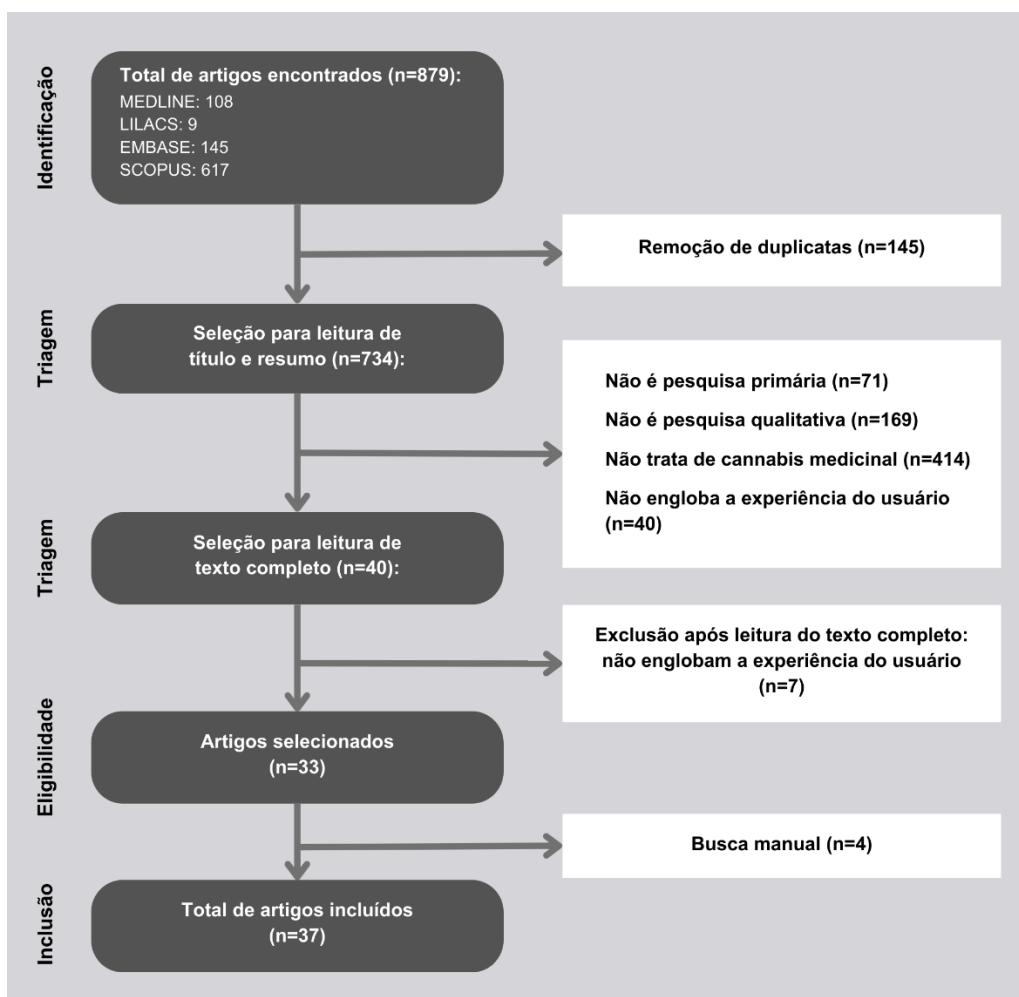 Identificação
Total de artigos encontrados (n=879):
MEDLINE: 108
LILACS: 9
EMBASE: 145
SCOPUS: 617
Remoção de duplicatas (n=145)
Triagem
Seleção para leitura de
título e resumo (n=734):
Não é pesquisa primária (n=71)
Não é pesquisa qualitativa (n=169)
Não trata de cannabis medicinal (n=414)
Não engloba a experiência do usuário
(n=40)
Triagem
Seleção para leitura de
texto completo (n=40):
Exclusão após leitura do texto completo:
não englobam a experiência do usuário
(n=7)
Eligibilidade
Artigos selecionados
(n=33)
Busca manual (n=4)
Inclusão
Total de artigos incluídos
(n=37)